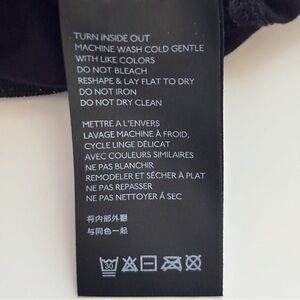 TURN INSIDE OUT
MACHINE WASH COLD GENTLE
WITH LIKE COLORS
DO NOT BLEACH
RESHAPE & LAY FLAT TO DRY
DO NOT IRON
DO NOT DRY CLEAN
METTRE A L'ENVERS
LAVAGE MACHINE À FROID,
CYCLE LINGE DÉLICAT
AVEC COULEURS SIMILAIRES
NE PAS BLANCHIR
REMODELER ET SÉCHER À PLAT
NE PAS REPASSER
NE PAS NETTOYER Á SEC
将内部外翻
与同色一起
30